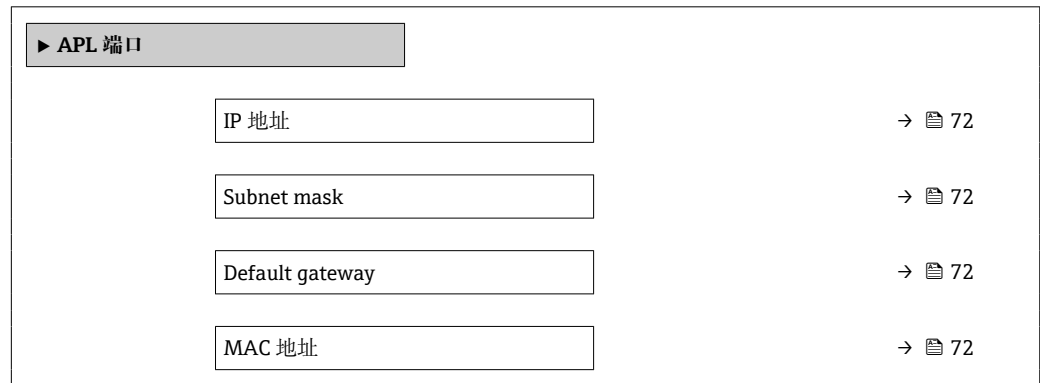 ▶ APL 端口
IP 地址 → 🖹 72
Subnet mask → 🖹 72
Default gateway → 🖹 72
MAC 地址 → 🖹 72